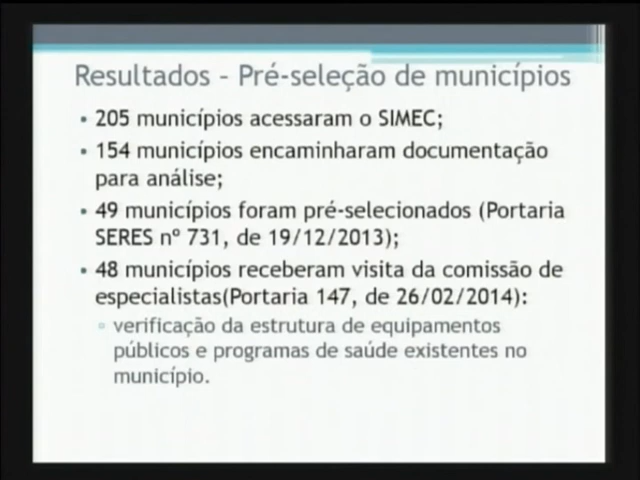 Resultados – Pré-seleção de municípios
• 205 municípios acessaram o SIMEC;
• 154 municípios encaminharam documentação
para análise;
• 49 municípios foram pré-selecionados (Portaria
SERES nº 731, de 19/12/2013);
• 48 municípios receberam visita da comissão de
especialistas(Portaria 147, de 26/02/2014):
▫ verificação da estrutura de equipamentos
públicos e programas de saúde existentes no
município.